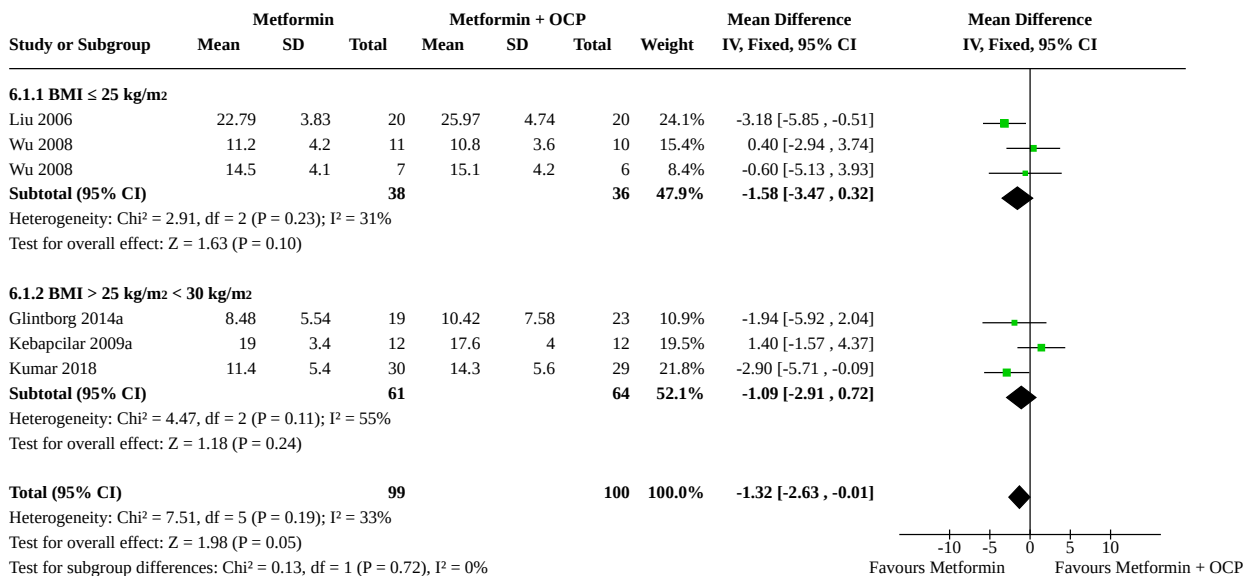 Metformin Metformin + OCP Mean Difference Mean Difference
Study or Subgroup Mean SD Total Mean SD Total Weight IV, Fixed, 95% CI IV, Fixed, 95% CI
6.1.1 BMI ≤ 25 kg/m2
Liu 2006 22.79 3.83 20 25.97 4.74 20 24.1% -3.18 [-5.85 , -0.51]
Wu 2008 11.2 4.2 11 10.8 3.6 10 15.4% 0.40 [-2.94 , 3.74]
Wu 2008 14.5 4.1 7 15.1 4.2 6 8.4% -0.60 [-5.13 , 3.93]
Subtotal (95% CI) 38 36 47.9% -1.58 [-3.47 , 0.32]
Heterogeneity: Chi² = 2.91, df = 2 (P = 0.23); I² = 31%
Test for overall effect: Z = 1.63 (P = 0.10)
6.1.2 BMI > 25 kg/m2 < 30 kg/m2
Glintborg 2014a 8.48 5.54 19 10.42 7.58 23 10.9% -1.94 [-5.92 , 2.04]
Kebapcilar 2009a 19 3.4 12 17.6 4 12 19.5% 1.40 [-1.57 , 4.37]
Kumar 2018 11.4 5.4 30 14.3 5.6 29 21.8% -2.90 [-5.71 , -0.09]
Subtotal (95% CI) 61 64 52.1% -1.09 [-2.91 , 0.72]
Heterogeneity: Chi² = 4.47, df = 2 (P = 0.11); I² = 55%
Test for overall effect: Z = 1.18 (P = 0.24)
Total (95% CI) 99 100 100.0% -1.32 [-2.63 , -0.01]
Heterogeneity: Chi² = 7.51, df = 5 (P = 0.19); I² = 33%
Test for overall effect: Z = 1.98 (P = 0.05)
-10 -5 0 5 10
Test for subgroup differences: Chi² = 0.13, df = 1 (P = 0.72), I² = 0%
Favours Metformin Favours Metformin + OCP